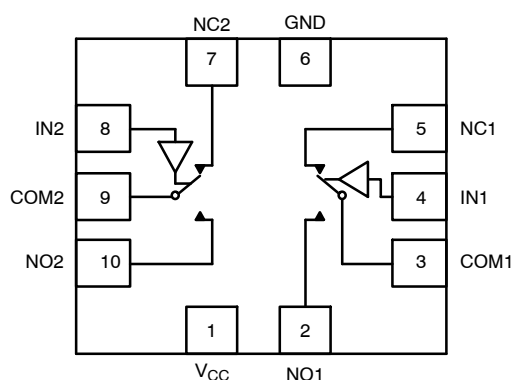 NC2 GND
7 6
IN2 8 5 NC1
COM2 9 4 IN1
NO2 10 3 COM1
1 2
VCC NO1